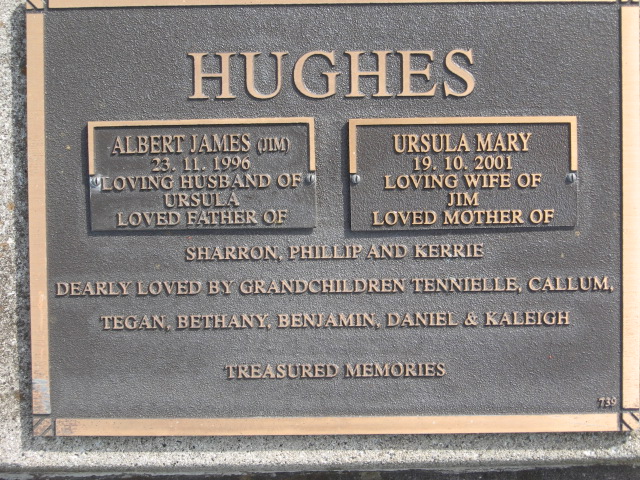 HUGHES
ALBERT JAMES (JIM)
23. 11. 1996
LOVING HUSBAND OF
URSULA
LOVED FATHER OF
URSULA MARY
19. 10. 2001
LOVING WIFE OF
JIM
LOVED MOTHER OF
SHARRON, PHILLIP AND KERRIE
DEARLY LOVED BY GRANDCHILDREN TENNIELLE, CALLUM,
TEGAN, BETHANY, BENJAMIN, DANIEL & KALEIGH
TREASURED MEMORIES
739